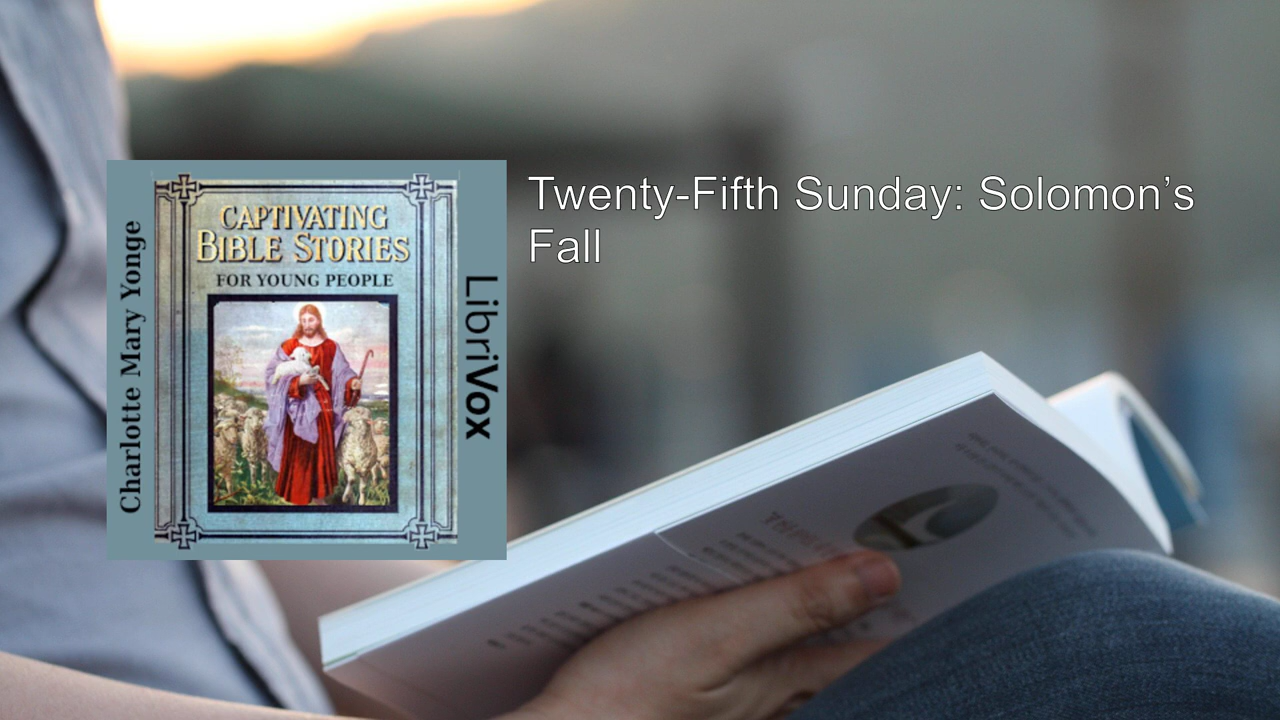 Twenty-Fifth Sunday: Solomon’s
Fall
CAPTIVATING
BIBLE STORIES
FOR YOUNG PEOPLE
Charlotte Mary Yonge
LibriVox